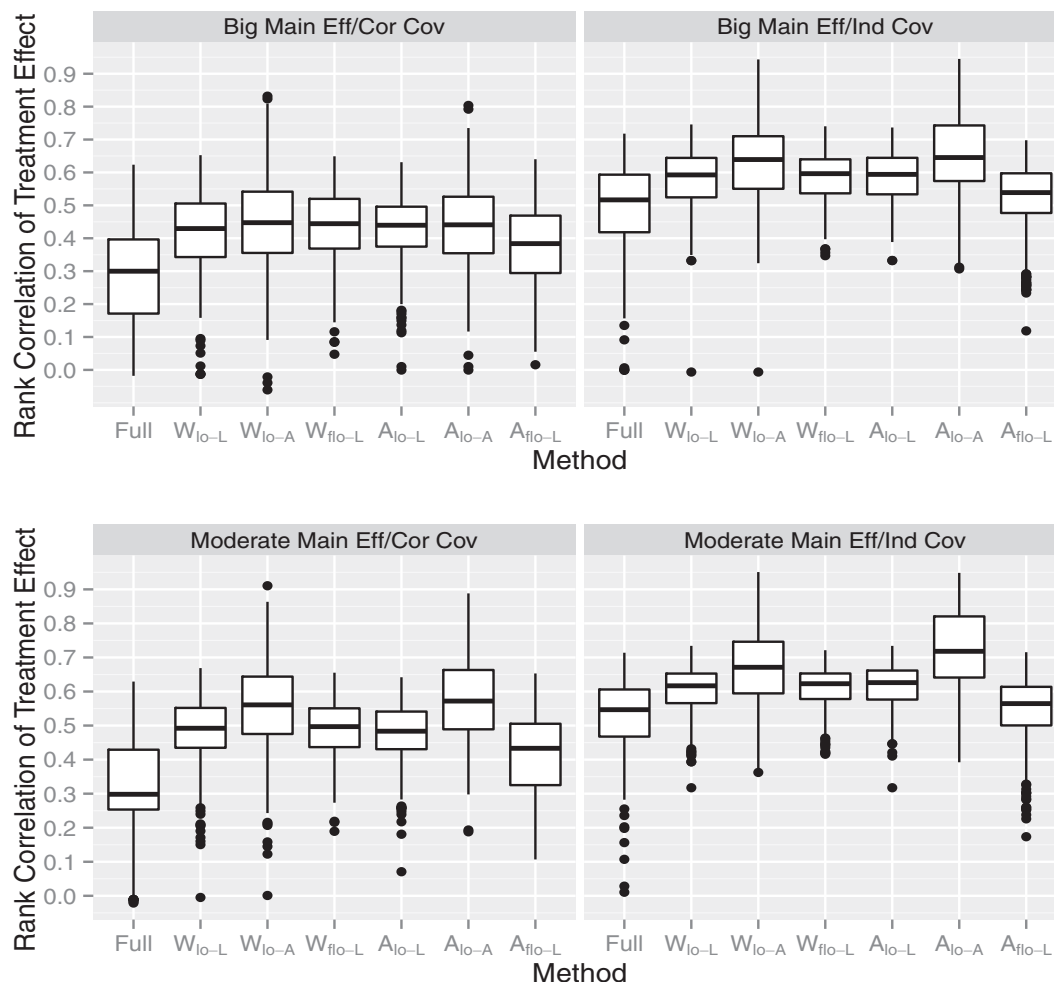 Big Main Eff/Cor Cov
Big Main Eff/Ind Cov
Rank Correlation of Treatment Effect
0.9
0.8
0.7
0.6
0.5
0.4
0.3
0.2
0.1
0.0
Full W_lo–L W_lo–A W_flo–L A_lo–L A_lo–A A_flo–L
Full W_lo–L W_lo–A W_flo–L A_lo–L A_lo–A A_flo–L
Method
Moderate Main Eff/Cor Cov
Moderate Main Eff/Ind Cov
Rank Correlation of Treatment Effect
0.9
0.8
0.7
0.6
0.5
0.4
0.3
0.2
0.1
0.0
Full W_lo–L W_lo–A W_flo–L A_lo–L A_lo–A A_flo–L
Full W_lo–L W_lo–A W_flo–L A_lo–L A_lo–A A_flo–L
Method